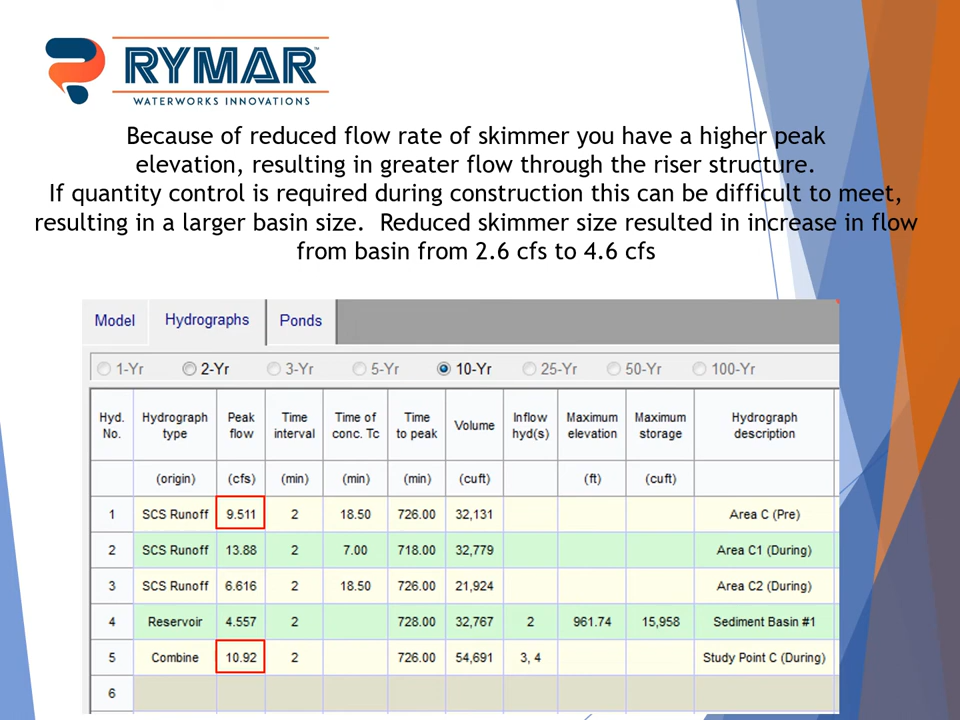 RYMAR™
WATERWORKS INNOVATIONS
Because of reduced flow rate of skimmer you have a higher peak
elevation, resulting in greater flow through the riser structure.
If quantity control is required during construction this can be difficult to meet,
resulting in a larger basin size. Reduced skimmer size resulted in increase in flow
from basin from 2.6 cfs to 4.6 cfs
Model Hydrographs Ponds
1-Yr 2-Yr 3-Yr 5-Yr 10-Yr 25-Yr 50-Yr 100-Yr
Hyd. Hydrograph Peak Time Time of Time Volume Inflow Maximum Maximum Hydrograph
No. type flow interval conc. Tc to peak hyd(s) elevation storage description
(origin) (cfs) (min) (min) (min) (cuft) (ft) (cuft)
1 SCS Runoff 9.511 2 18.50 726.00 32,131 Area C (Pre)
2 SCS Runoff 13.88 2 7.00 718.00 32,779 Area C1 (During)
3 SCS Runoff 6.616 2 18.50 726.00 21,924 Area C2 (During)
4 Reservoir 4.557 2 728.00 32,767 2 961.74 15,958 Sediment Basin #1
5 Combine 10.92 2 726.00 54,691 3, 4 Study Point C (During)
6